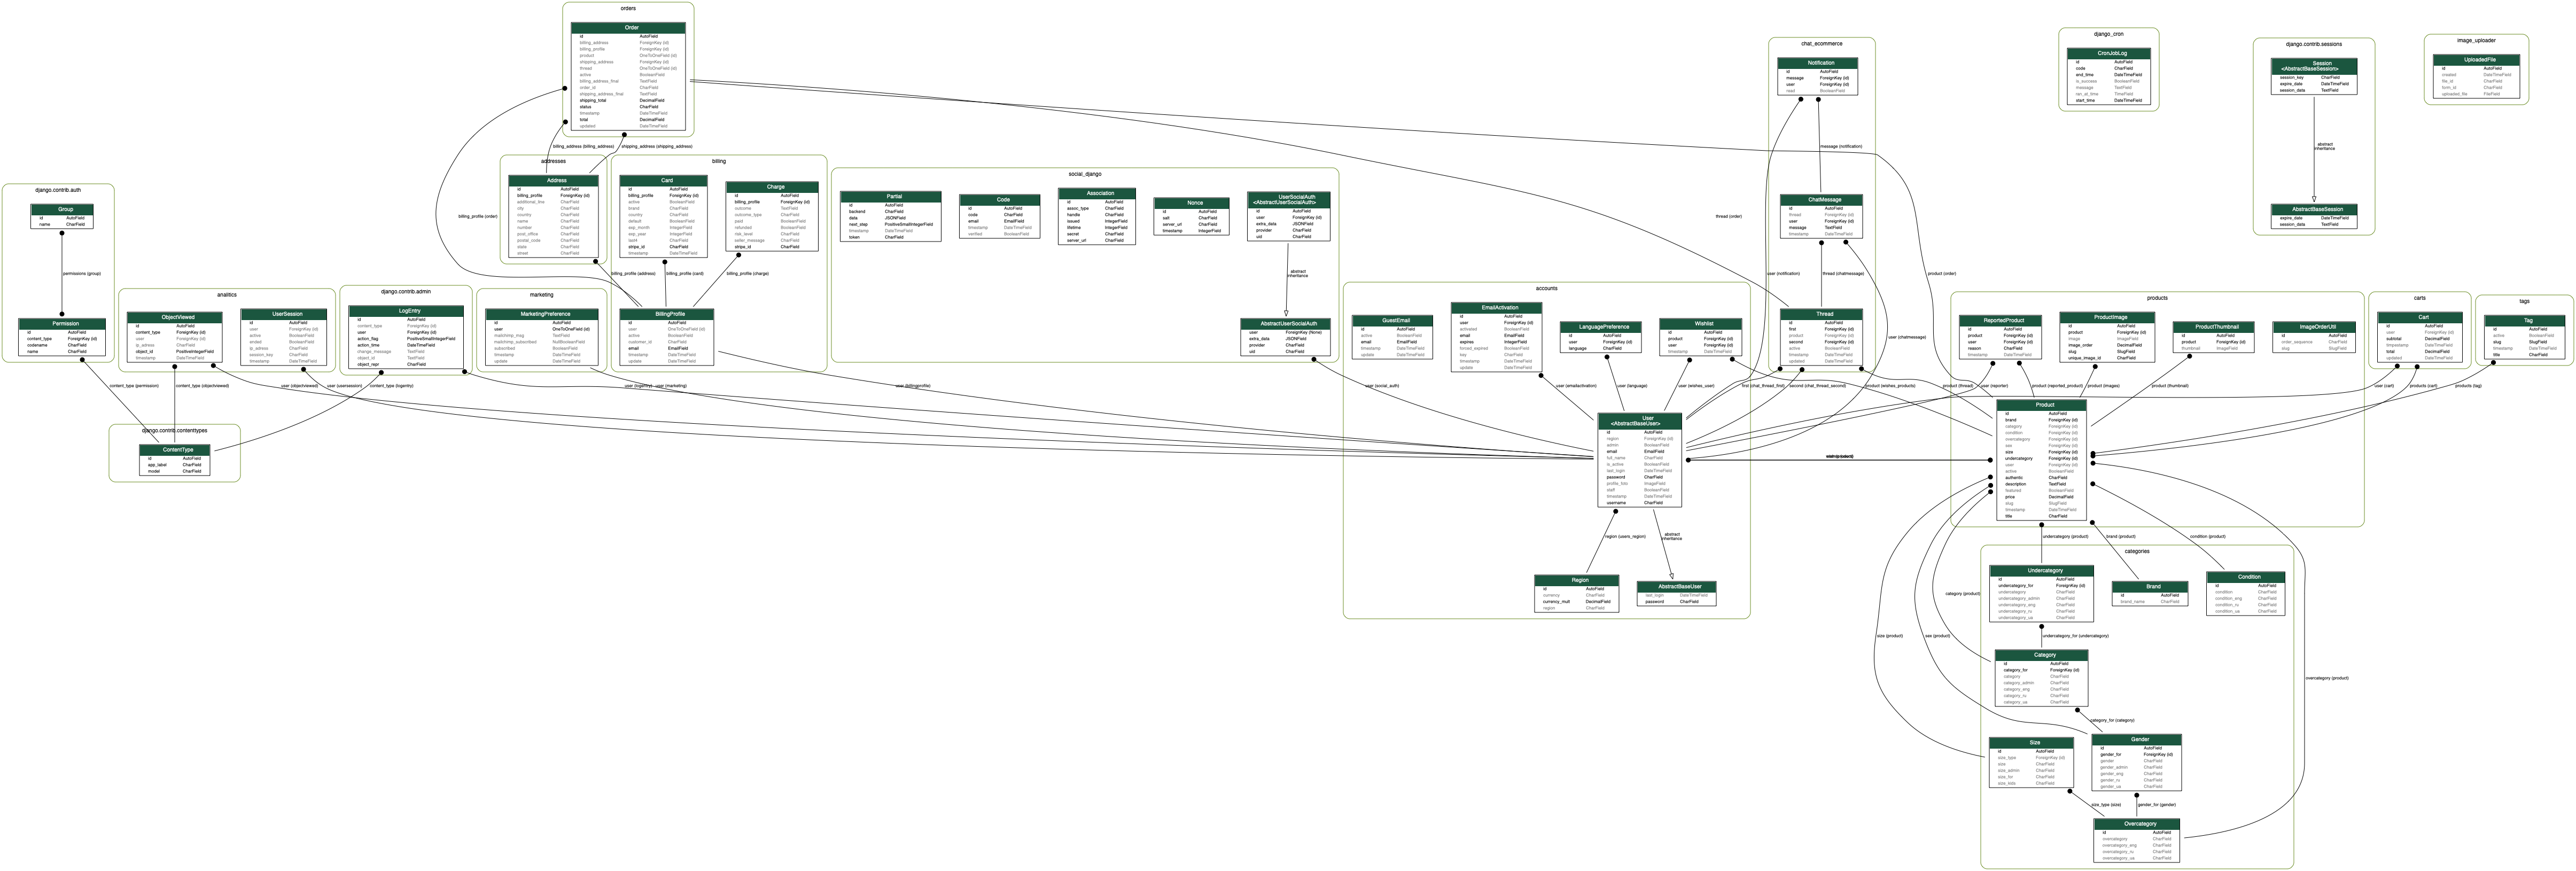 orders
Order
id AutoField
billing_address ForeignKey (id)
billing_profile ForeignKey (id)
product OneToOneField (id)
shipping_address ForeignKey (id)
thread OneToOneField (id)
active BooleanField
billing_address_final TextField
order_id CharField
shipping_address_final TextField
shipping_total DecimalField
status CharField
timestamp DateTimeField
total DecimalField
updated DateTimeField
billing_address (billing_address)
shipping_address (shipping_address)
billing_profile (order)
thread (order)
product (order)
django.contrib.auth
Group
id AutoField
name CharField
permissions (group)
Permission
id AutoField
content_type ForeignKey (id)
codename CharField
name CharField
content_type (permission)
addresses
Address
id AutoField
billing_profile ForeignKey (id)
additional_line CharField
city CharField
country CharField
name CharField
number CharField
post_office CharField
postal_code CharField
state CharField
street CharField
billing_profile (address)
billing
Card
id AutoField
billing_profile ForeignKey (id)
active BooleanField
brand CharField
country CharField
default BooleanField
exp_month IntegerField
exp_year IntegerField
last4 CharField
stripe_id CharField
timestamp DateTimeField
billing_profile (card)
Charge
id AutoField
billing_profile ForeignKey (id)
outcome TextField
outcome_type CharField
paid BooleanField
refunded BooleanField
risk_level CharField
seller_message CharField
stripe_id CharField
billing_profile (charge)
BillingProfile
id AutoField
user OneToOneField (id)
active BooleanField
customer_id CharField
email EmailField
timestamp DateTimeField
update DateTimeField
user (billingprofile)
analitics
ObjectViewed
id AutoField
content_type ForeignKey (id)
user ForeignKey (id)
ip_adress CharField
object_id PositiveIntegerField
timestamp DateTimeField
content_type (objectviewed)
user (objectviewed)
UserSession
id AutoField
user ForeignKey (id)
active BooleanField
ended BooleanField
ip_adress CharField
session_key CharField
timestamp DateTimeField
user (usersession)
django.contrib.admin
LogEntry
id AutoField
content_type ForeignKey (id)
user ForeignKey (id)
action_flag PositiveSmallIntegerField
action_time DateTimeField
change_message TextField
object_id TextField
object_repr CharField
content_type (logentry)
user (logentry)
marketing
MarketingPreference
id AutoField
user OneToOneField (id)
mailchimp_msg TextField
mailchimp_subscribed NullBooleanField
subscribed BooleanField
timestamp DateTimeField
update DateTimeField
user (marketing)
django.contrib.contenttypes
ContentType
id AutoField
app_label CharField
model CharField
social_django
Partial
id AutoField
backend CharField
data JSONField
next_step PositiveSmallIntegerField
timestamp DateTimeField
token CharField
Code
id AutoField
code CharField
email EmailField
timestamp DateTimeField
verified BooleanField
Association
id AutoField
assoc_type CharField
handle CharField
issued IntegerField
lifetime IntegerField
secret CharField
server_url CharField
Nonce
id AutoField
salt CharField
server_url CharField
timestamp IntegerField
UserSocialAuth
<AbstractUserSocialAuth>
id AutoField
user ForeignKey (id)
extra_data JSONField
provider CharField
uid CharField
abstract
inheritance
AbstractUserSocialAuth
user ForeignKey (None)
extra_data JSONField
provider CharField
uid CharField
user (social_auth)
accounts
GuestEmail
id AutoField
active BooleanField
email EmailField
timestamp DateTimeField
update DateTimeField
EmailActivation
id AutoField
user ForeignKey (id)
activated BooleanField
email EmailField
expires IntegerField
forced_expired BooleanField
key CharField
timestamp DateTimeField
update DateTimeField
user (emailactivation)
LanguagePreference
id AutoField
user ForeignKey (id)
language CharField
user (language)
Wishlist
id AutoField
product ForeignKey (id)
user ForeignKey (id)
timestamp DateTimeField
user (wishes_user)
product (wishes_products)
User
<AbstractBaseUser>
id AutoField
region ForeignKey (id)
admin BooleanField
email EmailField
full_name CharField
is_active BooleanField
last_login DateTimeField
password CharField
profile_foto ImageField
staff BooleanField
timestamp DateTimeField
username CharField
region (users_region)
abstract
inheritance
Region
id AutoField
currency CharField
currency_mult DecimalField
region CharField
AbstractBaseUser
last_login DateTimeField
password CharField
chat_ecommerce
Notification
id AutoField
message ForeignKey (id)
user ForeignKey (id)
read BooleanField
message (notification)
user (notification)
ChatMessage
id AutoField
thread ForeignKey (id)
user ForeignKey (id)
message TextField
timestamp DateTimeField
thread (chatmessage)
user (chatmessage)
Thread
id AutoField
first ForeignKey (id)
product ForeignKey (id)
second ForeignKey (id)
active BooleanField
timestamp DateTimeField
updated DateTimeField
first (chat_thread_first)
second (chat_thread_second)
product (thread)
django_cron
CronJobLog
id AutoField
code CharField
end_time DateTimeField
is_success BooleanField
message TextField
ran_at_time TimeField
start_time DateTimeField
django.contrib.sessions
Session
<AbstractBaseSession>
session_key CharField
expire_date DateTimeField
session_data TextField
abstract
inheritance
AbstractBaseSession
expire_date DateTimeField
session_data TextField
image_uploader
UploadedFile
id AutoField
created DateTimeField
file_id CharField
form_id CharField
uploaded_file FileField
products
ReportedProduct
id AutoField
product ForeignKey (id)
user ForeignKey (id)
reason CharField
timestamp DateTimeField
user (reporter)
product (reported_product)
ProductImage
id AutoField
product ForeignKey (id)
image ImageField
image_order DecimalField
slug SlugField
unique_image_id CharField
product (images)
ProductThumbnail
id AutoField
product ForeignKey (id)
thumbnail ImageField
product (thumbnail)
ImageOrderUtil
id AutoField
order_sequence CharField
slug SlugField
carts
Cart
id AutoField
user ForeignKey (id)
subtotal DecimalField
timpestamp DateTimeField
total DecimalField
updated DateTimeField
user (cart)
products (cart)
tags
Tag
id AutoField
active BooleanField
slug SlugField
timestamp DateTimeField
title CharField
products (tag)
Product
id AutoField
brand ForeignKey (id)
category ForeignKey (id)
condition ForeignKey (id)
overcategory ForeignKey (id)
sex ForeignKey (id)
size ForeignKey (id)
undercategory ForeignKey (id)
user ForeignKey (id)
active BooleanField
authentic CharField
description TextField
featured BooleanField
price DecimalField
slug SlugField
timestamp DateTimeField
title CharField
undercategory (product)
brand (product)
condition (product)
category (product)
size (product)
sex (product)
overcategory (product)
categories
Undercategory
id AutoField
undercategory_for ForeignKey (id)
undercategory CharField
undercategory_admin CharField
undercategory_eng CharField
undercategory_ru CharField
undercategory_ua CharField
undercategory_for (undercategory)
Brand
id AutoField
brand_name CharField
Condition
id AutoField
condition CharField
condition_eng CharField
condition_ru CharField
condition_ua CharField
Category
id AutoField
category_for ForeignKey (id)
category CharField
category_admin CharField
category_eng CharField
category_ru CharField
category_ua CharField
category_for (category)
Size
id AutoField
size_type ForeignKey (id)
size CharField
size_admin CharField
size_for CharField
size_kids CharField
size_type (size)
Gender
id AutoField
gender_for ForeignKey (id)
gender CharField
gender_admin CharField
gender_eng CharField
gender_ru CharField
gender_ua CharField
gender_for (gender)
Overcategory
id AutoField
overcategory CharField
overcategory_eng CharField
overcategory_ru CharField
overcategory_ua CharField